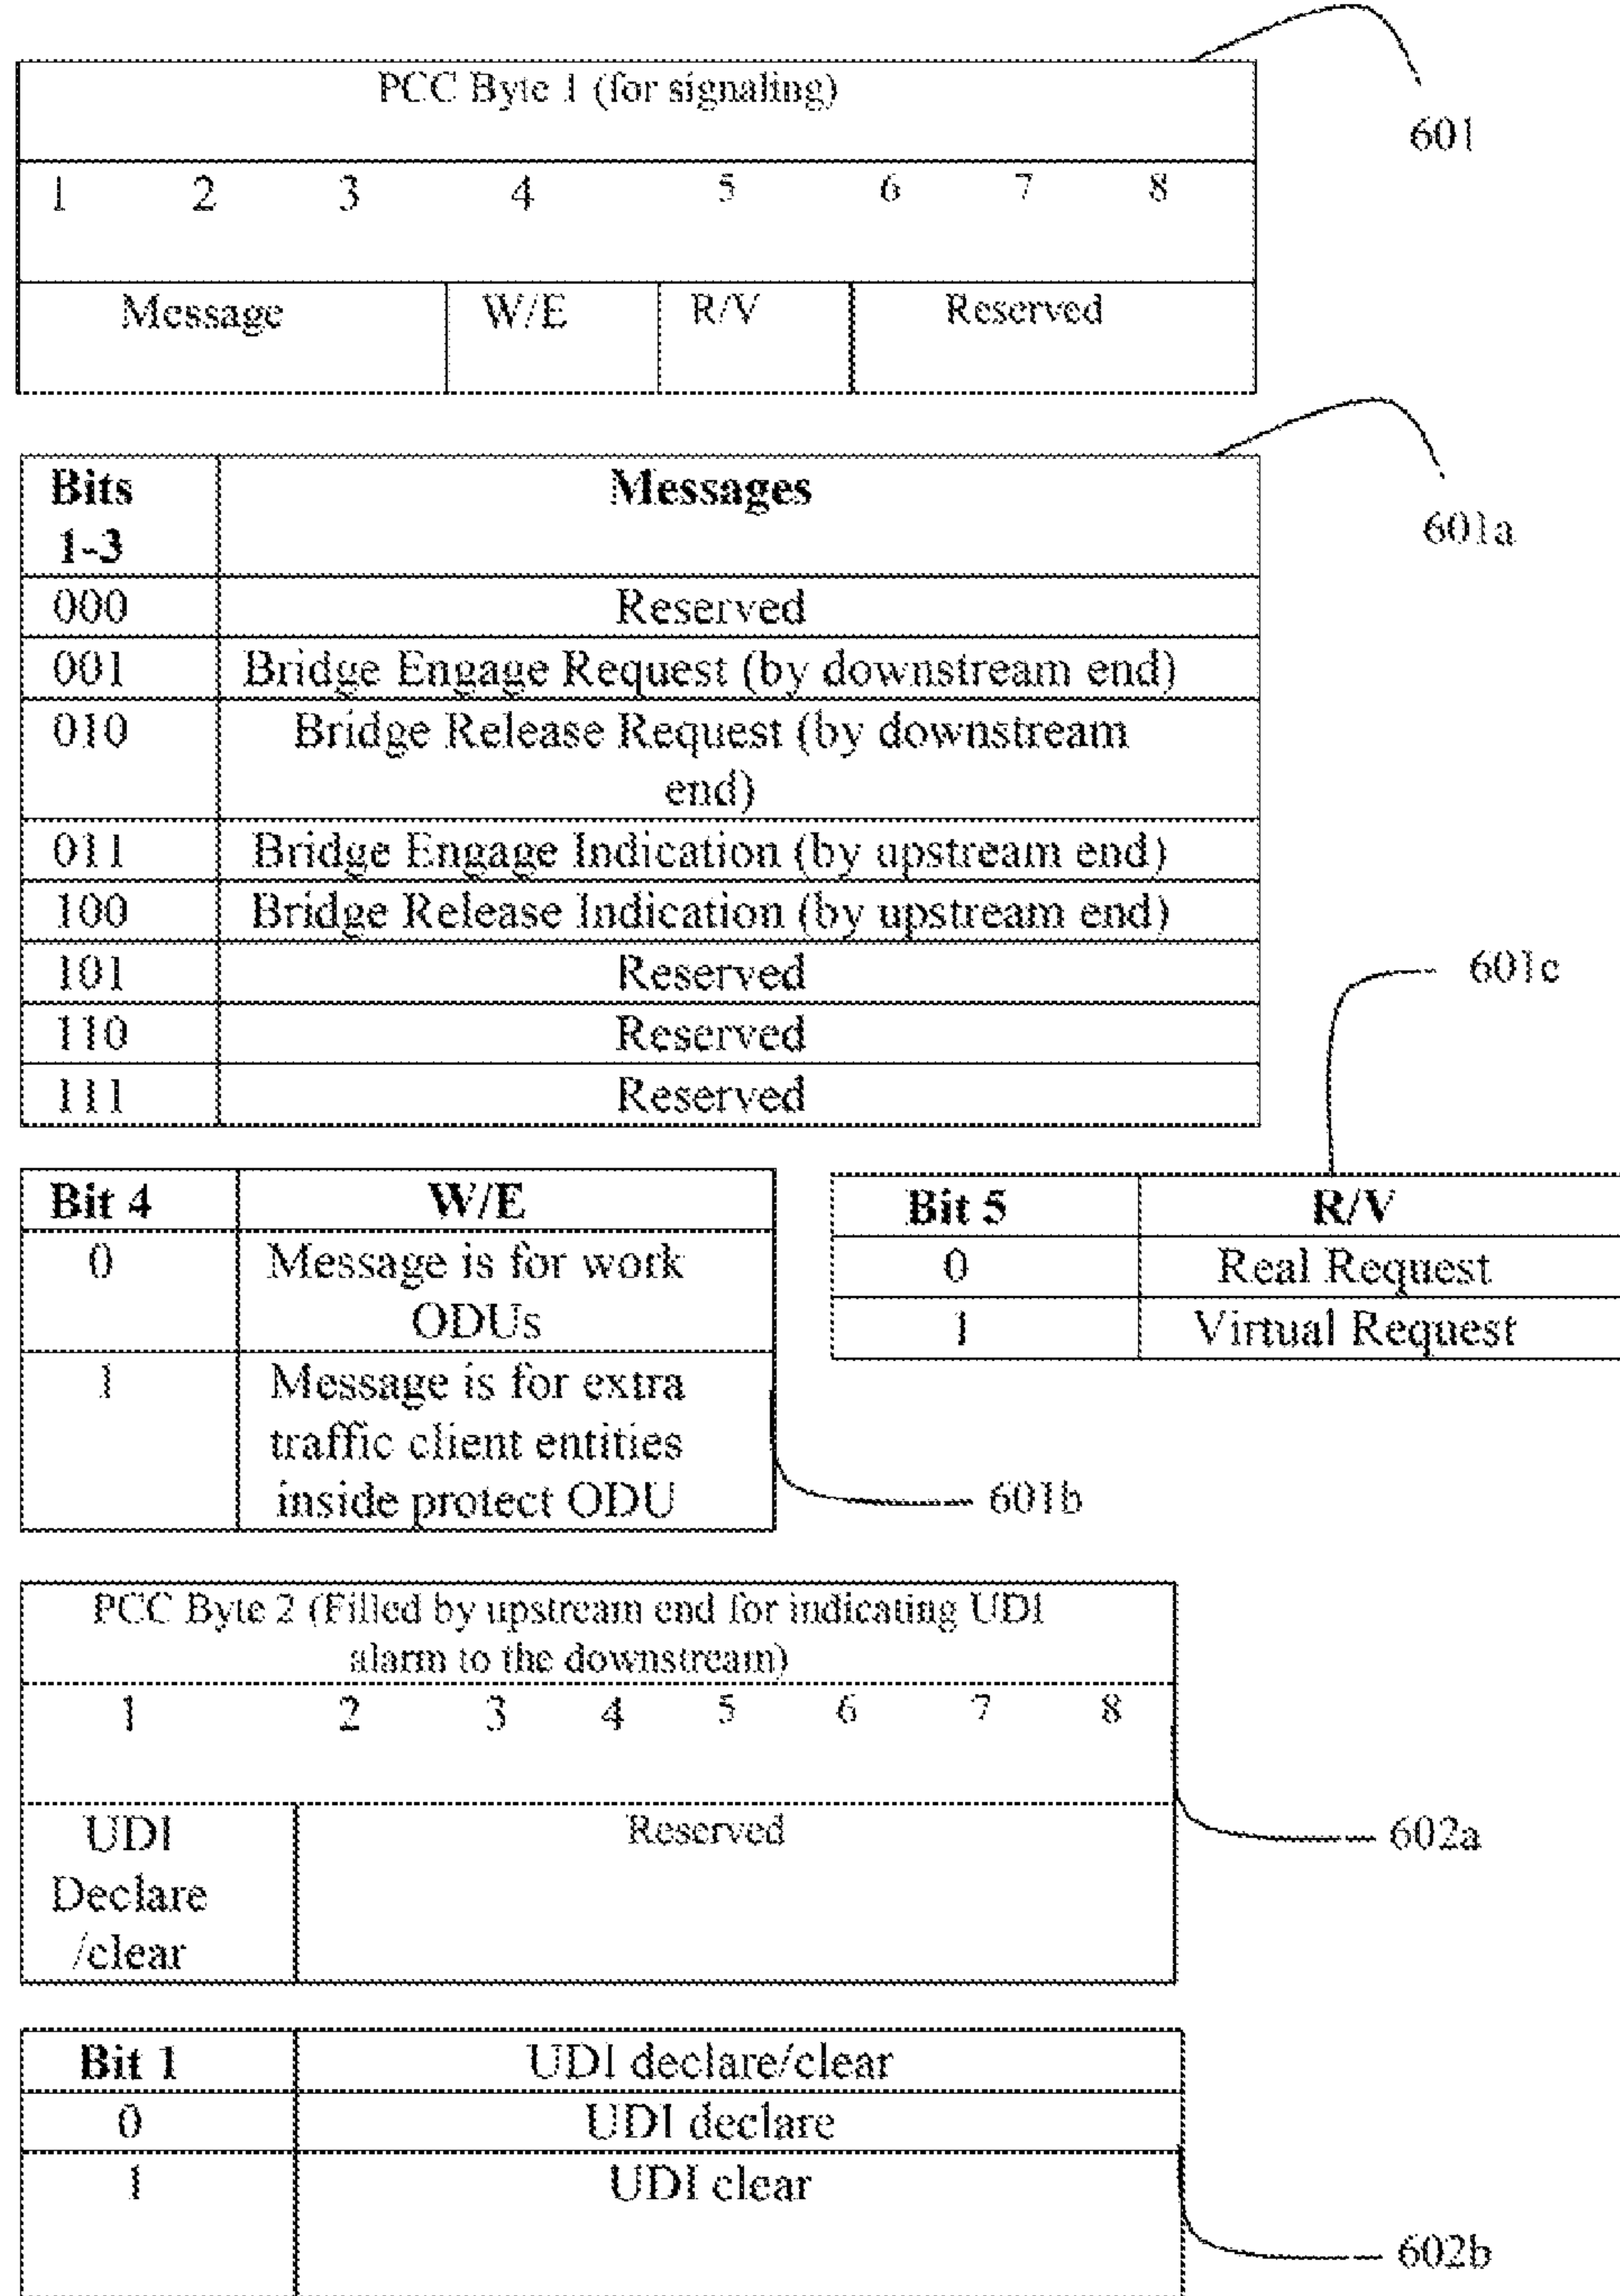 PCC Byte 1 (for signaling)
601
1 2 3 4 5 6 7 8
Message W/E R/V Reserved
Bits
1-3
Messages
601a
000 Reserved
001 Bridge Engage Request (by downstream end)
010 Bridge Release Request (by downstream
end)
011 Bridge Engage Indication (by upstream end)
100 Bridge Release Indication (by upstream end)
101 Reserved
601c
110 Reserved
111 Reserved
Bit 4 W/E
0 Message is for work
ODUs
1 Message is for extra
traffic client entities
inside protect ODU
601b
Bit 5 R/V
0 Real Request
1 Virtual Request
PCC Byte 2 (Filled by upstream end for indicating UDI
alarm to the downstream)
1 2 3 4 5 6 7 8
UDI
Declare
/clear
Reserved
602a
Bit 1 UDI declare/clear
0 UDI declare
1 UDI clear
602b